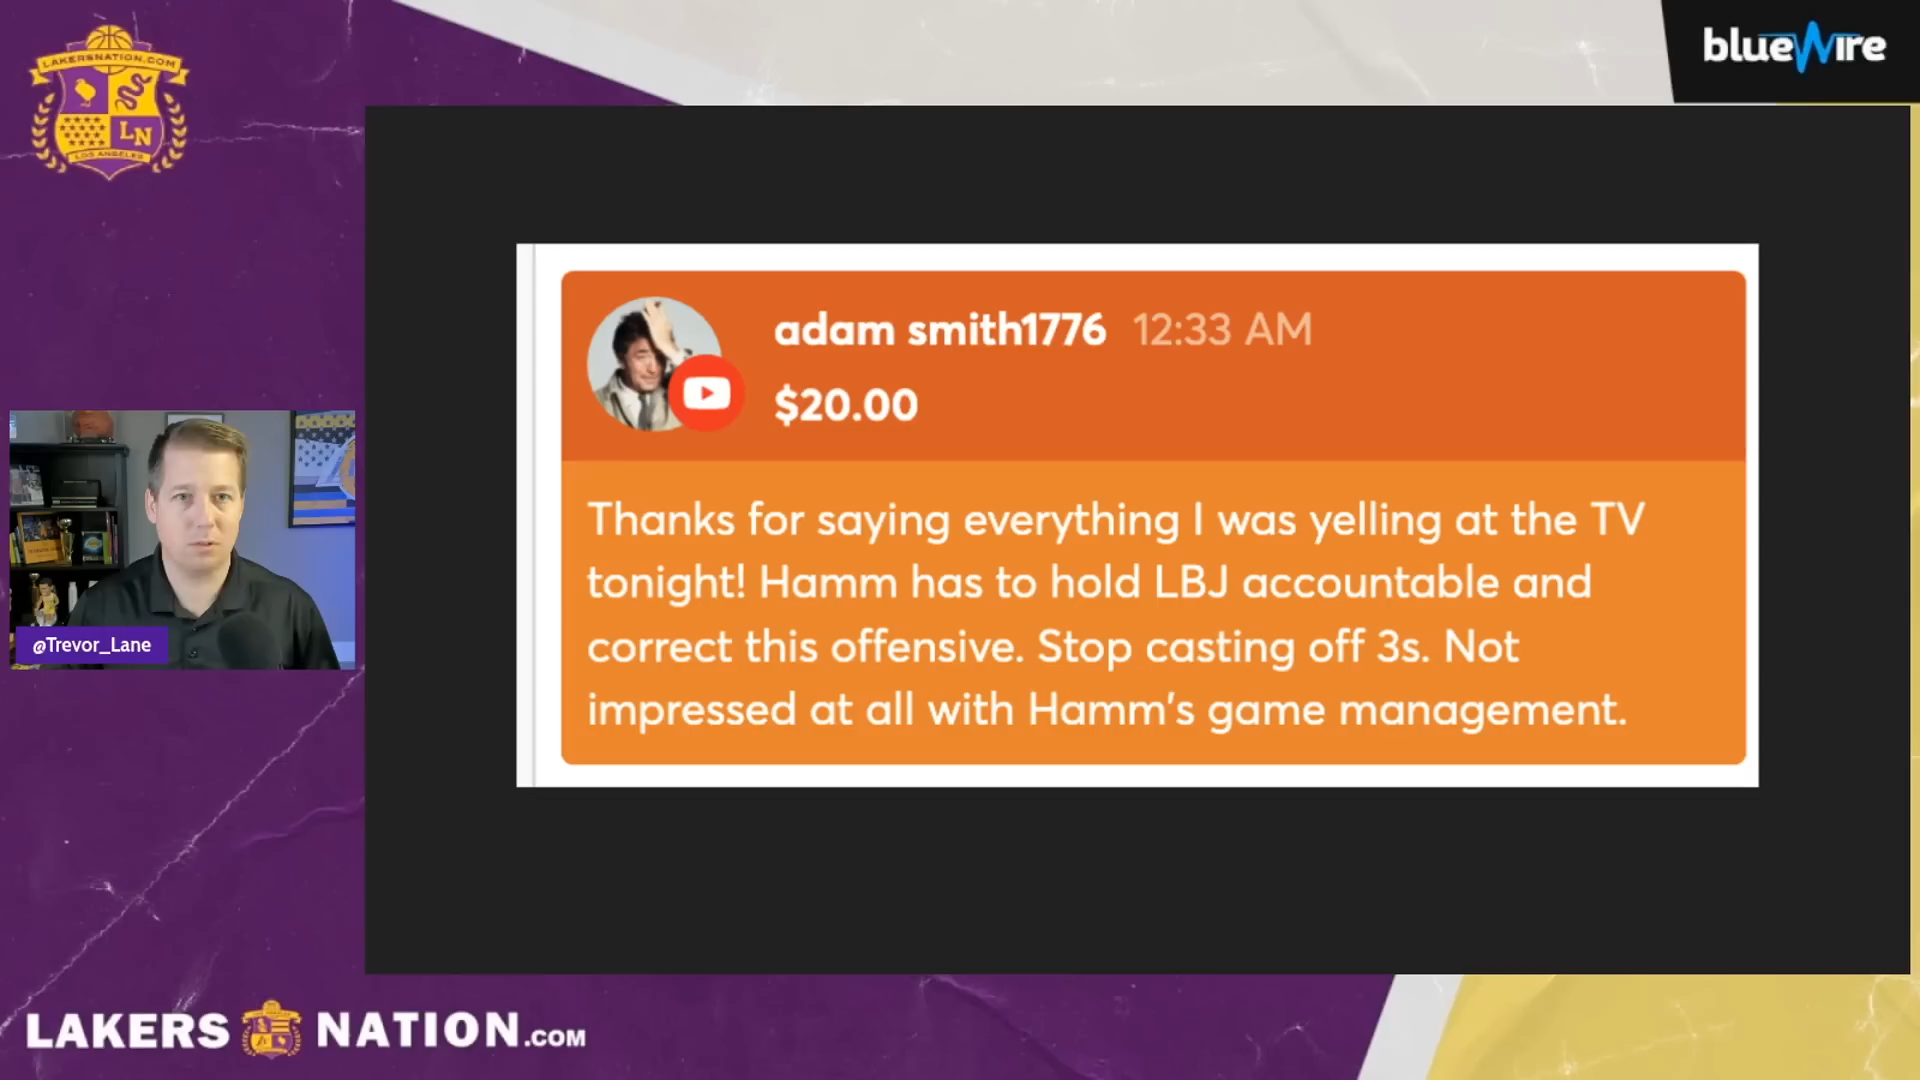 LAKERSNATION.COM
LN
LOS ANGELES
blueWire
adam smith1776 12:33 AM
$20.00
Thanks for saying everything I was yelling at the TV
tonight! Hamm has to hold LBJ accountable and
correct this offensive. Stop casting off 3s. Not
impressed at all with Hamm's game management.
@Trevor_Lane
LAKERS NATION.COM